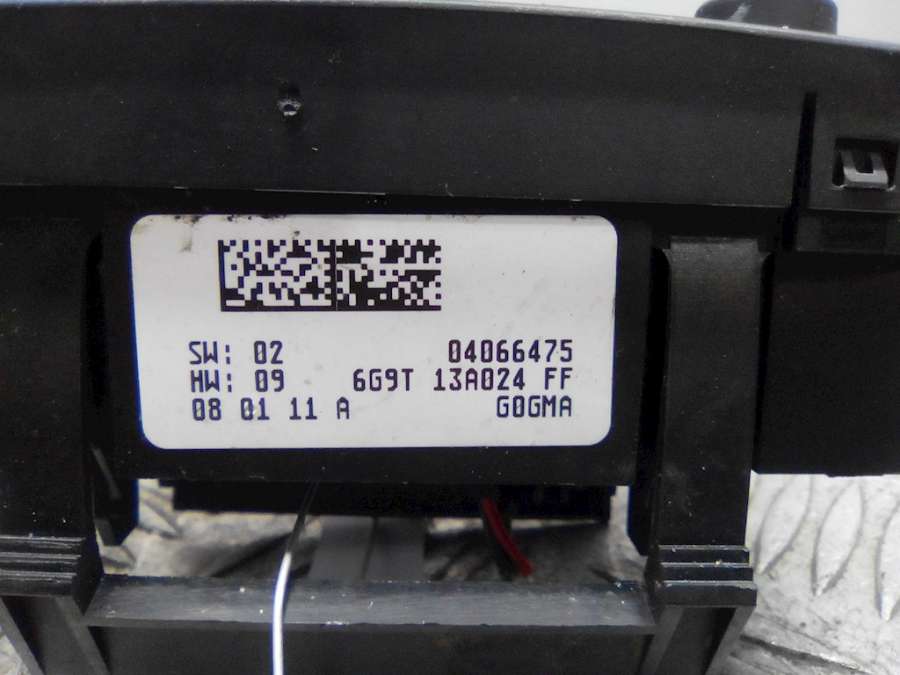 SW: 02 04066475
HW: 09 6G9T 13A024 FF
08 01 11 A G0GMA